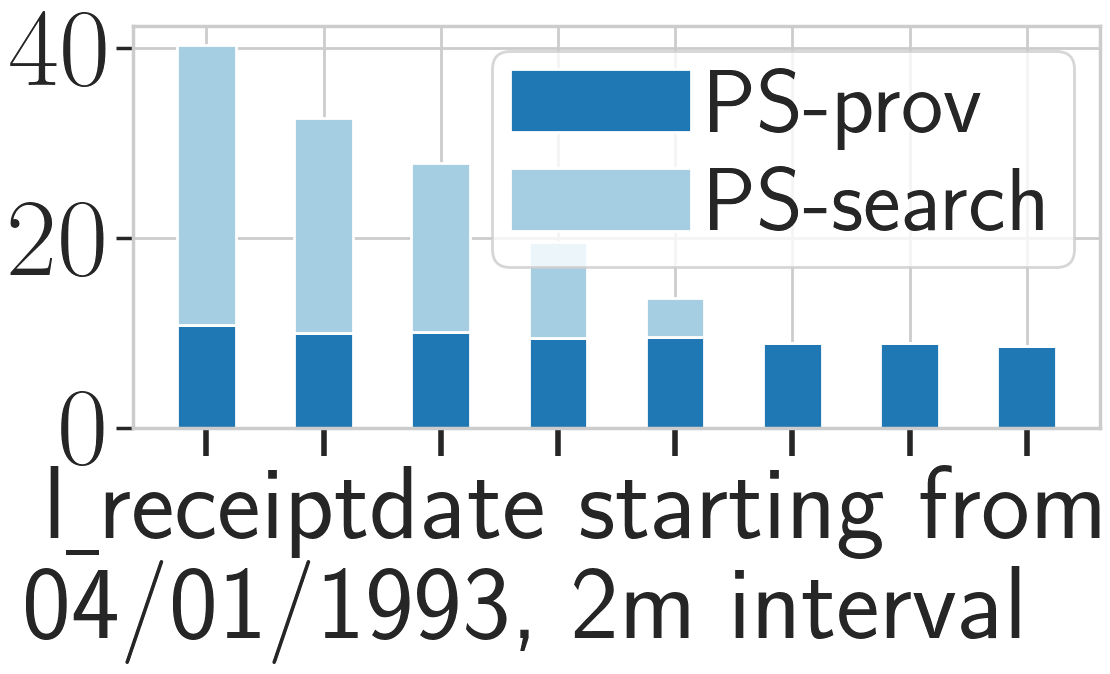 40
20
0
PS-prov
PS-search
l_receiptdate starting from
04/01/1993, 2m interval